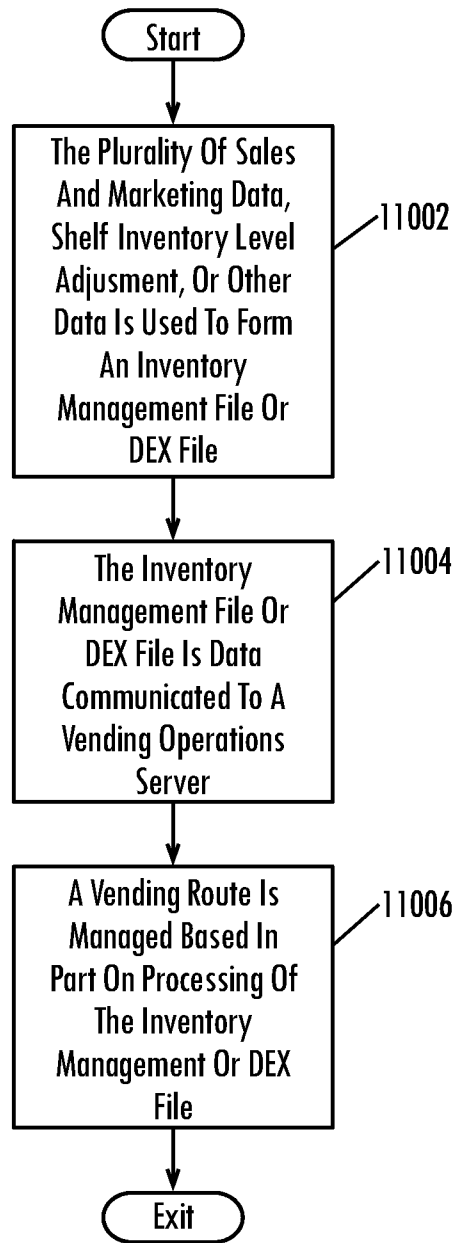 Start
The Plurality Of Sales
And Marketing Data,
Shelf Inventory Level
Adjusment, Or Other
Data Is Used To Form
An Inventory
Management File Or
DEX File
11002
The Inventory
Management File Or
DEX File Is Data
Communicated To A
Vending Operations
Server
11004
A Vending Route Is
Managed Based In
Part On Processing Of
The Inventory
Management Or DEX
File
11006
Exit